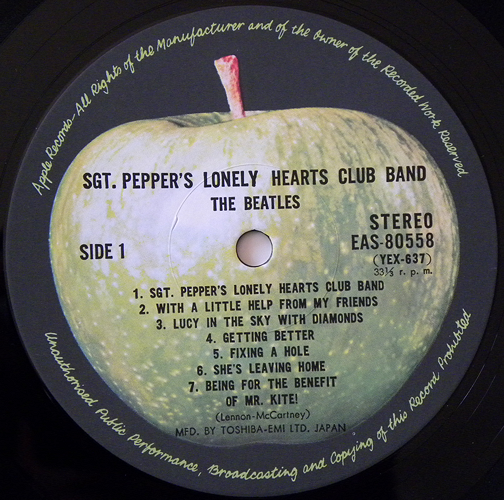 Apple Records-All Rights of the Manufacturer and of the Owner of the Recorded Work Reserved
SGT. PEPPER'S LONELY HEARTS CLUB BAND
THE BEATLES
STEREO
EAS-80558
SIDE 1
(YEX-637)
33⅓ r. p. m.
1. SGT. PEPPER'S LONELY HEARTS CLUB BAND
2. WITH A LITTLE HELP FROM MY FRIENDS
3. LUCY IN THE SKY WITH DIAMONDS
4. GETTING BETTER
5. FIXING A HOLE
6. SHE'S LEAVING HOME
7. BEING FOR THE BENEFIT
OF MR. KITE!
(Lennon-McCartney)
MFD. BY TOSHIBA-EMI LTD. JAPAN
Unauthorised Public Performance, Broadcasting and Copying of this Record Prohibited